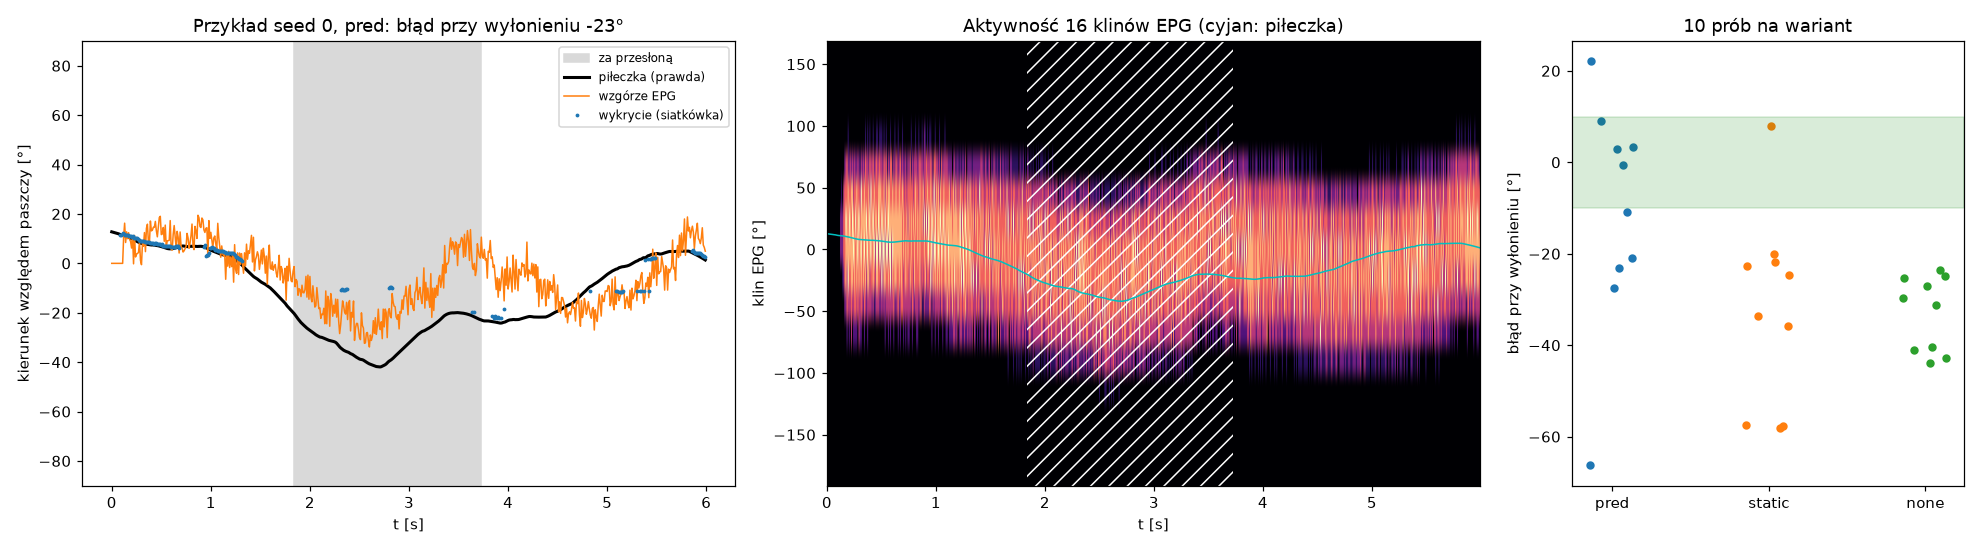 Przykład seed 0, pred: błąd przy wyłonieniu -23°
kierunek względem paszczy [°]
80
60
40
20
0
−20
−40
−60
−80
za przesłoną
piłeczka (prawda)
wzgórze EPG
wykrycie (siatkówka)
0
1
2
3
4
5
6
t [s]
Aktywność 16 klinów EPG (cyjan: piłeczka)
klin EPG [°]
150
100
50
0
−50
−100
−150
0
1
2
3
4
5
t [s]
10 prób na wariant
błąd przy wyłonieniu [°]
20
0
−20
−40
−60
pred
static
none